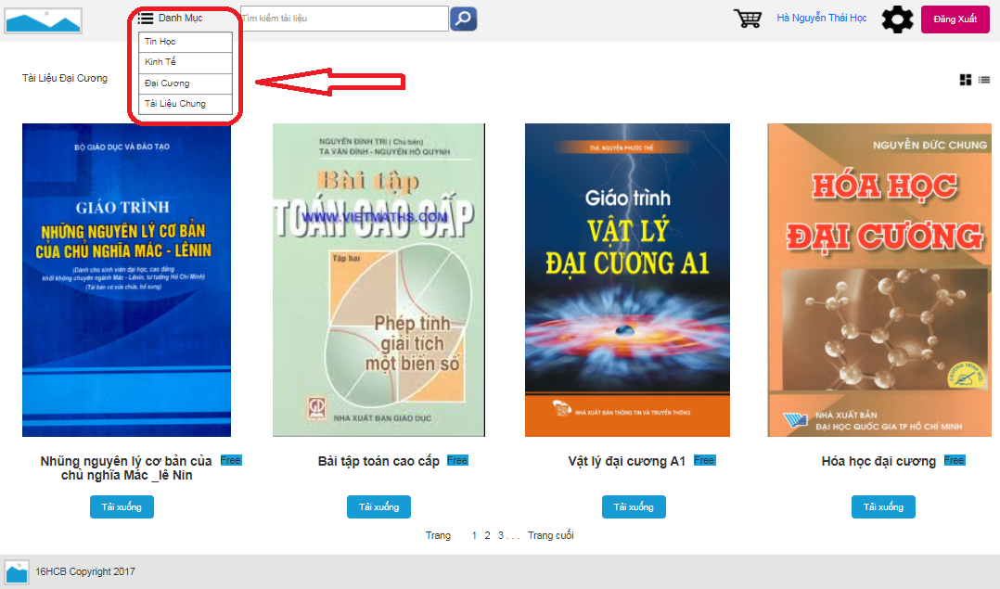 Danh Mục
Tìm kiếm tài liệu
Hà Nguyễn Thái Học
Đăng Xuất
Tin Học
Kinh Tế
Đại Cương
Tài Liệu Chung
Tài Liệu Đại Cương
BỘ GIÁO DỤC VÀ ĐÀO TẠO
GIÁO TRÌNH
NHỮNG NGUYÊN LÝ CƠ BẢN
CỦA CHỦ NGHĨA MÁC - LÊNIN
(Dành cho sinh viên đại học, cao đẳng
khối không chuyên ngành Mác - Lênin, tư tưởng Hồ Chí Minh)
(Tái bản có sửa chữa, bổ sung)
NGUYỄN ĐÌNH TRÍ (Chủ biên)
TẠ VĂN ĐĨNH - NGUYỄN HỒ QUỲNH
Bài tập
TOÁN CAO CẤP
WWW.VIETMATHS.COM
Tập hai
Phép tính
giải tích
một biến số
GD
NHÀ XUẤT BẢN GIÁO DỤC
ThS. NGUYỄN PHƯỚC THỂ
Giáo trình
VẬT LÝ
ĐẠI CƯƠNG A1
NHÀ XUẤT BẢN THÔNG TIN VÀ TRUYỀN THÔNG
NGUYỄN ĐỨC CHUNG
HÓA HỌC
ĐẠI CƯƠNG
CHƯƠNG TRÌNH MỚI
NHÀ XUẤT BẢN
ĐẠI HỌC QUỐC GIA TP HỒ CHÍ MINH
Những nguyên lý cơ bản của Free
chủ nghĩa Mác _lê Nin
Tải xuống
Bài tập toán cao cấp Free
Tải xuống
Vật lý đại cương A1 Free
Tải xuống
Hóa học đại cương Free
Tải xuống
Trang 1 2 3 . . . Trang cuối
16HCB Copyright 2017